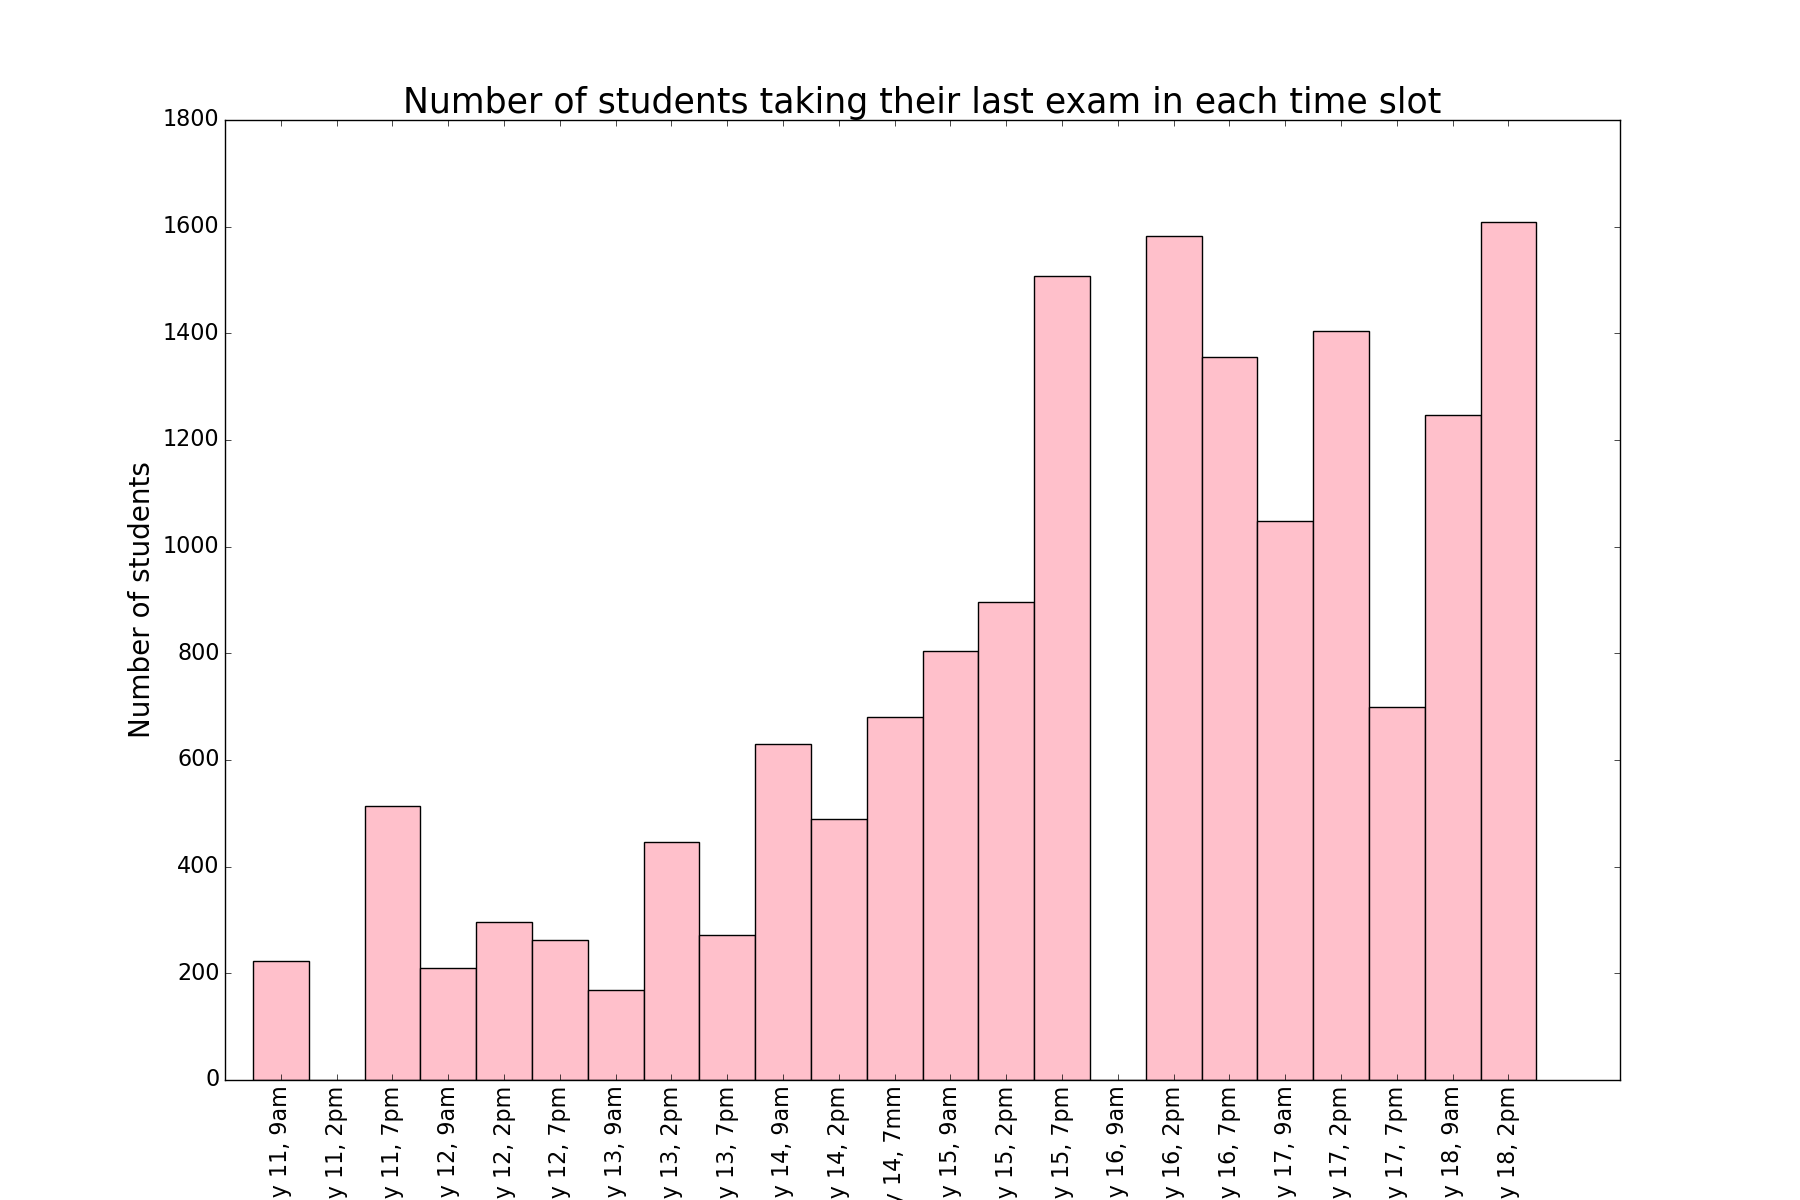 Number of students taking their last exam in each time slot
1800
1600
1400
1200
1000
800
600
400
200
0
Number of students
y 11, 9am
y 11, 2pm
y 11, 7pm
y 12, 9am
y 12, 2pm
y 12, 7pm
y 13, 9am
y 13, 2pm
y 13, 7pm
y 14, 9am
y 14, 2pm
y 14, 7mm
y 15, 9am
y 15, 2pm
y 15, 7pm
y 16, 9am
y 16, 2pm
y 16, 7pm
y 17, 9am
y 17, 2pm
y 17, 7pm
y 18, 9am
y 18, 2pm